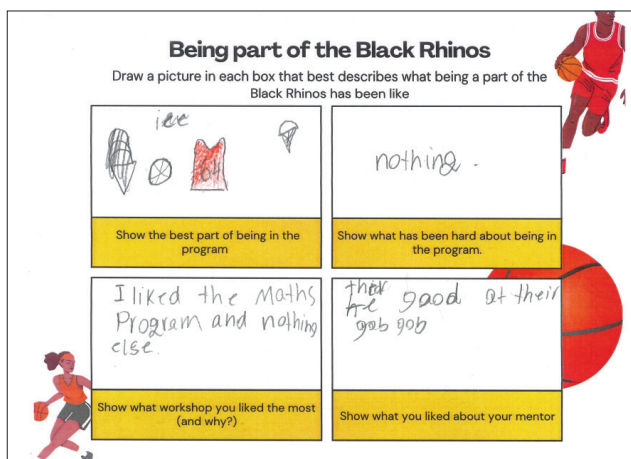 Being part of the Black Rhinos
Draw a picture in each box that best describes what being a part of the
Black Rhinos has been like
ice
64
Show the best part of being in the
program
nothing.
Show what has been hard about being in
the program.
I liked the Maths
Program and nothing
else.
Show what workshop you liked the most
(and why?)
good at their
gob gob
Show what you liked about your mentor